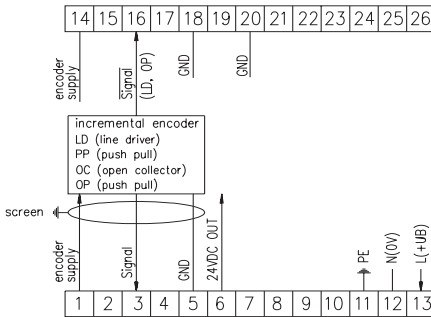 14 15 16 17 18 19 20 21 22 23 24 25 26
encoder
supply
Signal
(LD, OP)
GND
GND
incremental encoder
LD (line driver)
PP (push pull)
OC (open collector)
OP (push pull)
screen
encoder
supply
Signal
GND
24VDC OUT
PE
N(0V)
L(+UB)
1 2 3 4 5 6 7 8 9 10 11 12 13